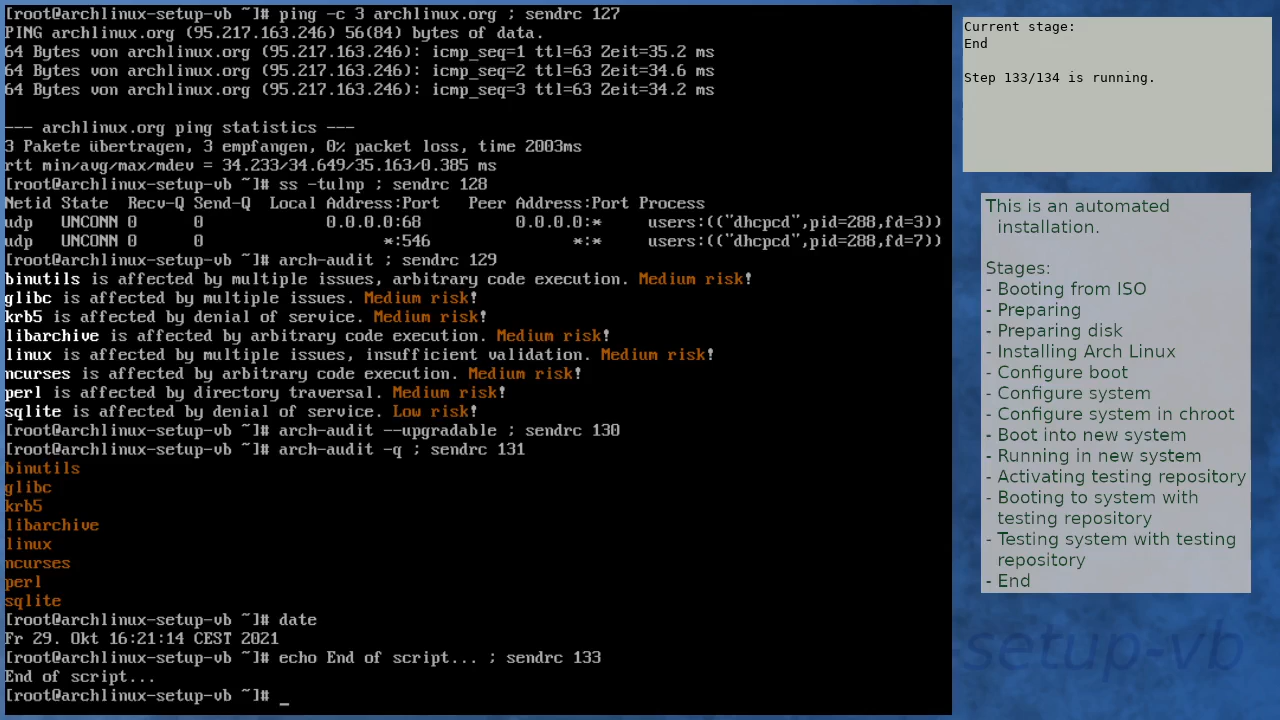 [root@archlinux-setup-vb ~]# ping -c 3 archlinux.org ; sendrc 127
PING archlinux.org (95.217.163.246) 56(84) bytes of data.
64 Bytes von archlinux.org (95.217.163.246): icmp_seq=1 ttl=63 Zeit=35.2 ms
64 Bytes von archlinux.org (95.217.163.246): icmp_seq=2 ttl=63 Zeit=34.6 ms
64 Bytes von archlinux.org (95.217.163.246): icmp_seq=3 ttl=63 Zeit=34.2 ms

--- archlinux.org ping statistics ---
3 Pakete übertragen, 3 empfangen, 0% packet loss, time 2003ms
rtt min/avg/max/mdev = 34.233/34.649/35.163/0.385 ms
[root@archlinux-setup-vb ~]# ss -tulnp ; sendrc 128
Netid State  Recv-Q Send-Q  Local Address:Port   Peer Address:Port Process
udp   UNCONN 0      0             0.0.0.0:68          0.0.0.0:*     users:(("dhcpcd",pid=288,fd=3))
udp   UNCONN 0      0                   *:546               *:*     users:(("dhcpcd",pid=288,fd=7))
[root@archlinux-setup-vb ~]# arch-audit ; sendrc 129
binutils is affected by multiple issues, arbitrary code execution. Medium risk!
glibc is affected by multiple issues. Medium risk!
krb5 is affected by denial of service. Medium risk!
libarchive is affected by arbitrary code execution. Medium risk!
linux is affected by multiple issues, insufficient validation. Medium risk!
ncurses is affected by arbitrary code execution. Medium risk!
perl is affected by directory traversal. Medium risk!
sqlite is affected by denial of service. Low risk!
[root@archlinux-setup-vb ~]# arch-audit --upgradable ; sendrc 130
[root@archlinux-setup-vb ~]# arch-audit -q ; sendrc 131
binutils
glibc
krb5
libarchive
linux
ncurses
perl
sqlite
[root@archlinux-setup-vb ~]# date
Fr 29. Okt 16:21:14 CEST 2021
[root@archlinux-setup-vb ~]# echo End of script... ; sendrc 133
End of script...
[root@archlinux-setup-vb ~]# _
Current stage:
End
Step 133/134 is running.
This is an automated
installation.
Stages:
- Booting from ISO
- Preparing
- Preparing disk
- Installing Arch Linux
- Configure boot
- Configure system
- Configure system in chroot
- Boot into new system
- Running in new system
- Activating testing repository
- Booting to system with
testing repository
- Testing system with testing
repository
- End
-setup-vb